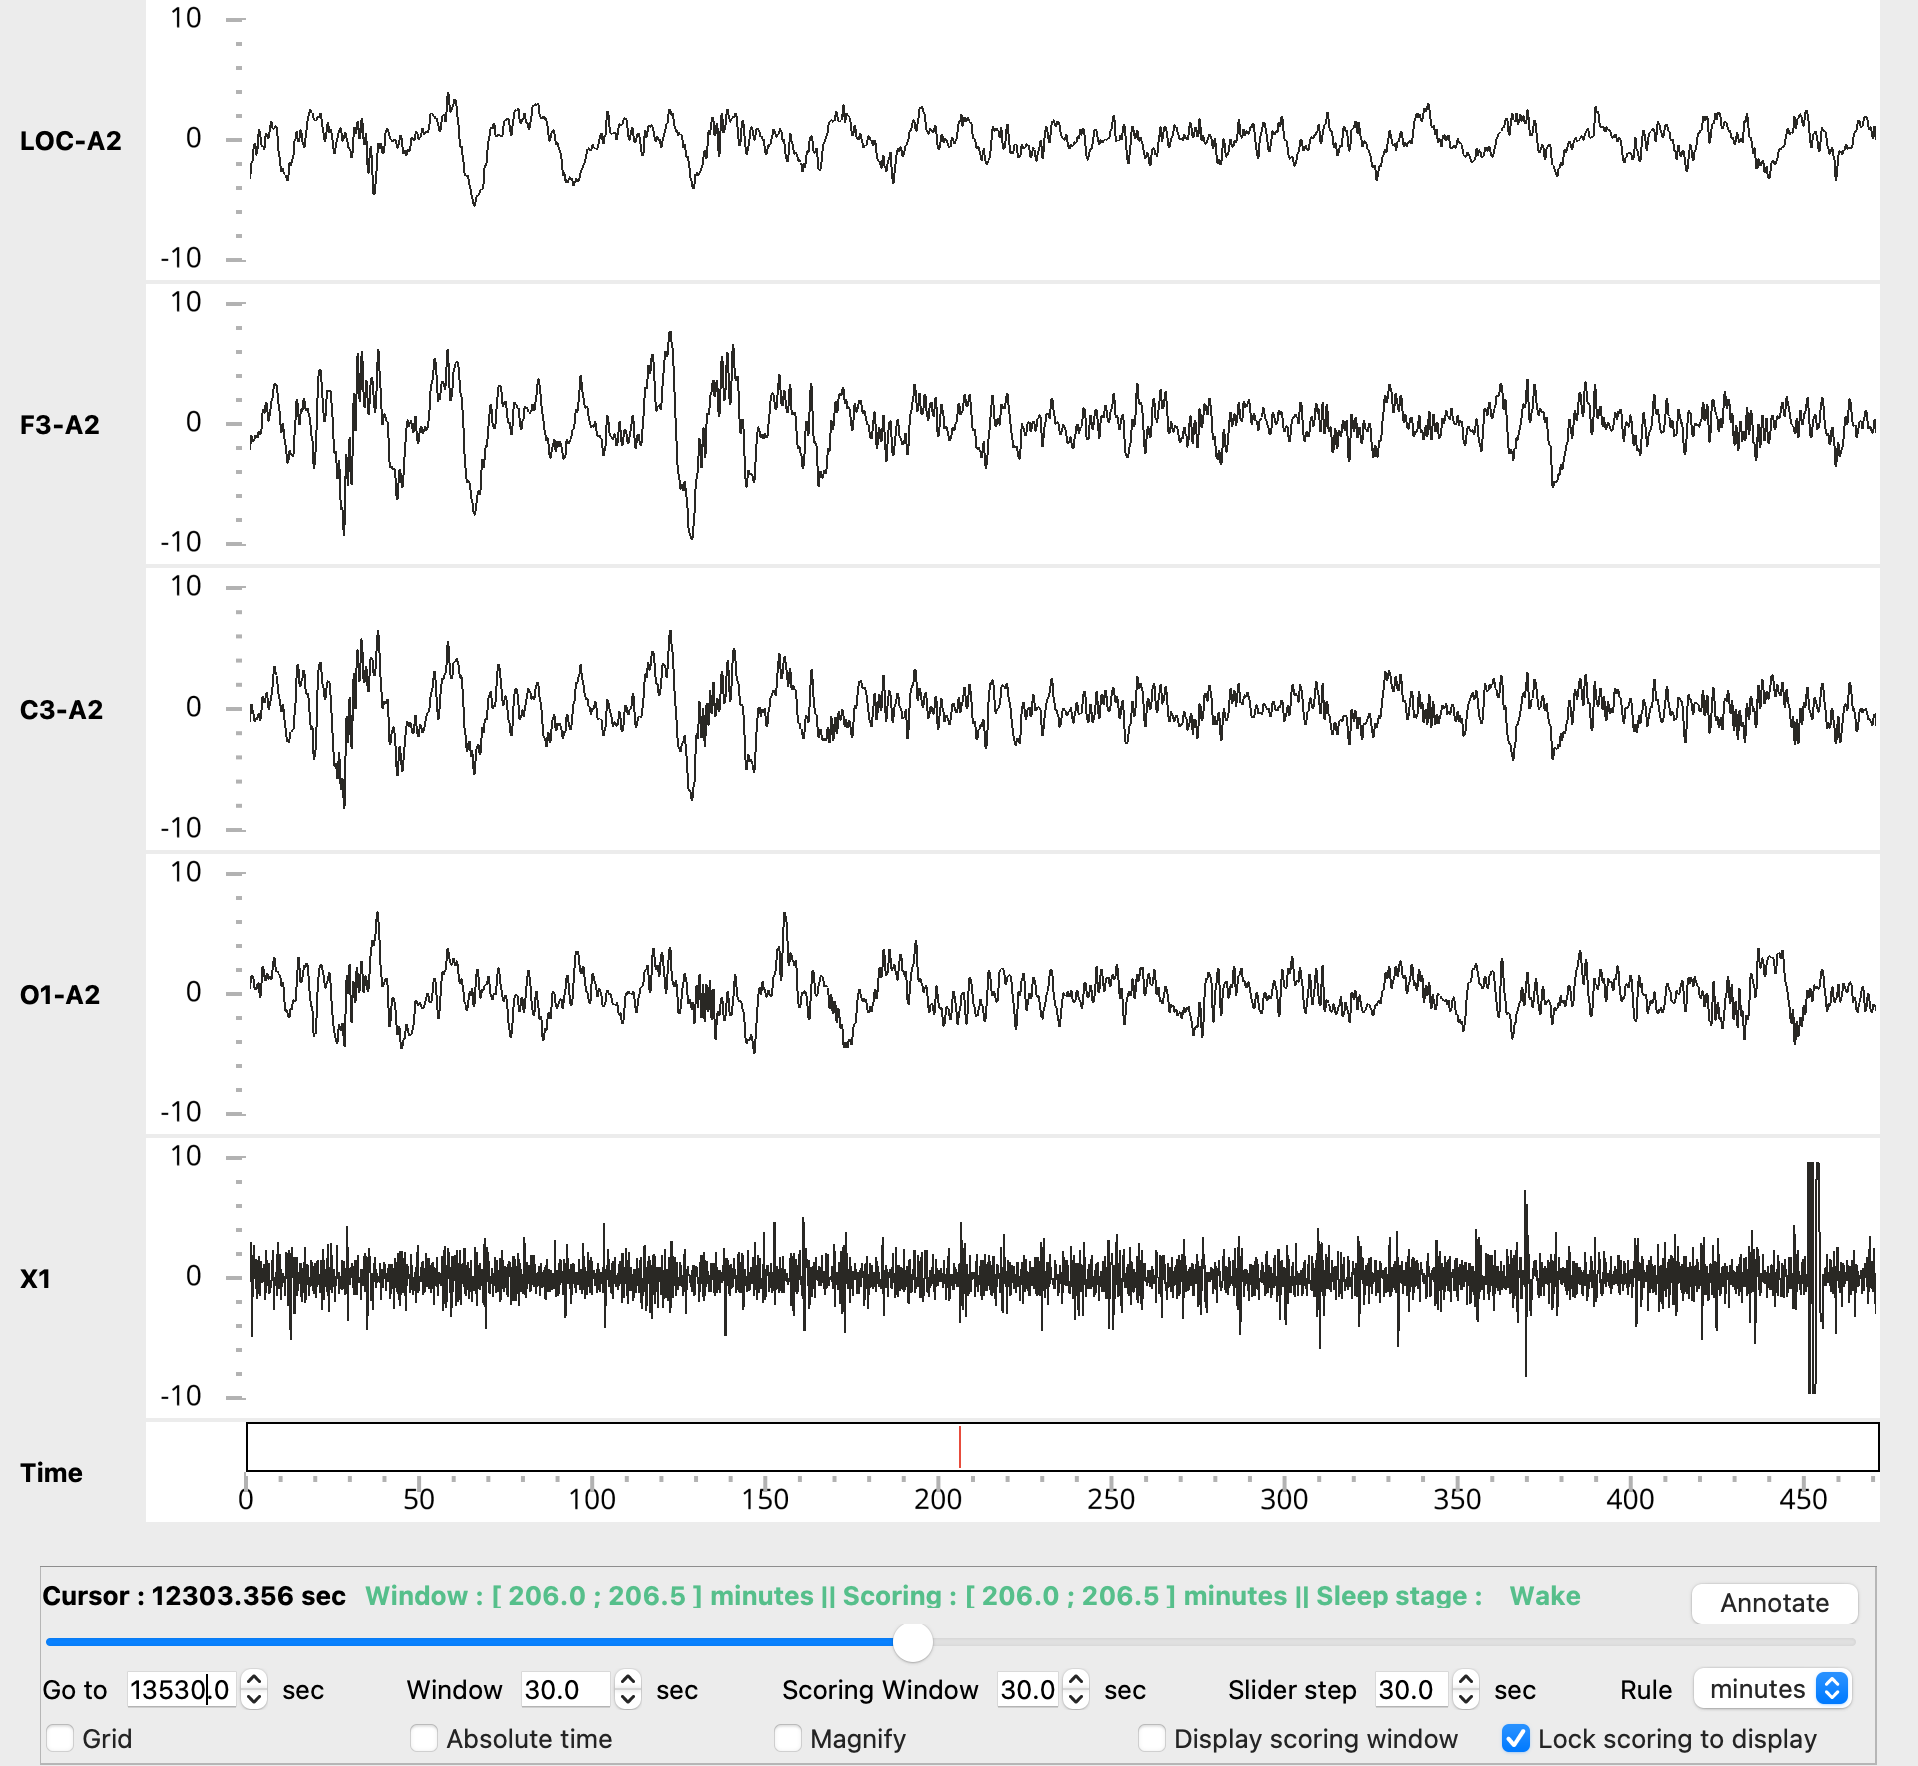 10
LOC-A2
0
-10
10
F3-A2
0
-10
10
C3-A2
0
-10
10
O1-A2
0
-10
10
X1
0
-10
Time
0 50 100 150 200 250 300 350 400 450
Cursor : 12303.356 sec Window : [ 206.0 ; 206.5 ] minutes || Scoring : [ 206.0 ; 206.5 ] minutes || Sleep stage : Wake Annotate
Go to 13530.0 sec Window 30.0 sec Scoring Window 30.0 sec Slider step 30.0 sec Rule minutes
Grid Absolute time Magnify Display scoring window Lock scoring to display